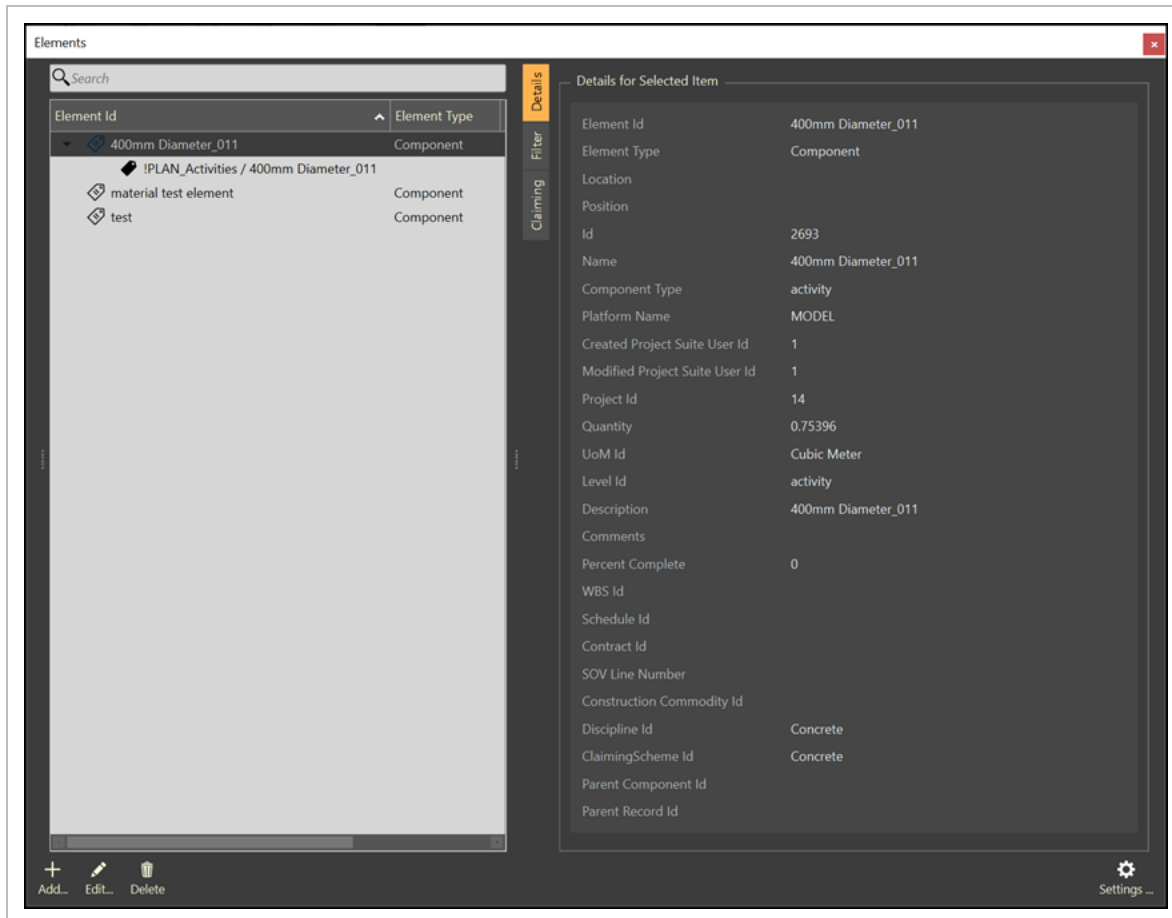 Elements
Search
Element Id Element Type
400mm Diameter_011 Component
!PLAN_Activities / 400mm Diameter_011
material test element Component
test Component
Add... Edit... Delete
Details
Filter
Claiming
Details for Selected Item
Element Id 400mm Diameter_011
Element Type Component
Location
Position
Id 2693
Name 400mm Diameter_011
Component Type activity
Platform Name MODEL
Created Project Suite User Id 1
Modified Project Suite User Id 1
Project Id 14
Quantity 0.75396
UoM Id Cubic Meter
Level Id activity
Description 400mm Diameter_011
Comments
Percent Complete 0
WBS Id
Schedule Id
Contract Id
SOV Line Number
Construction Commodity Id
Discipline Id Concrete
ClaimingScheme Id Concrete
Parent Component Id
Parent Record Id
Settings ...